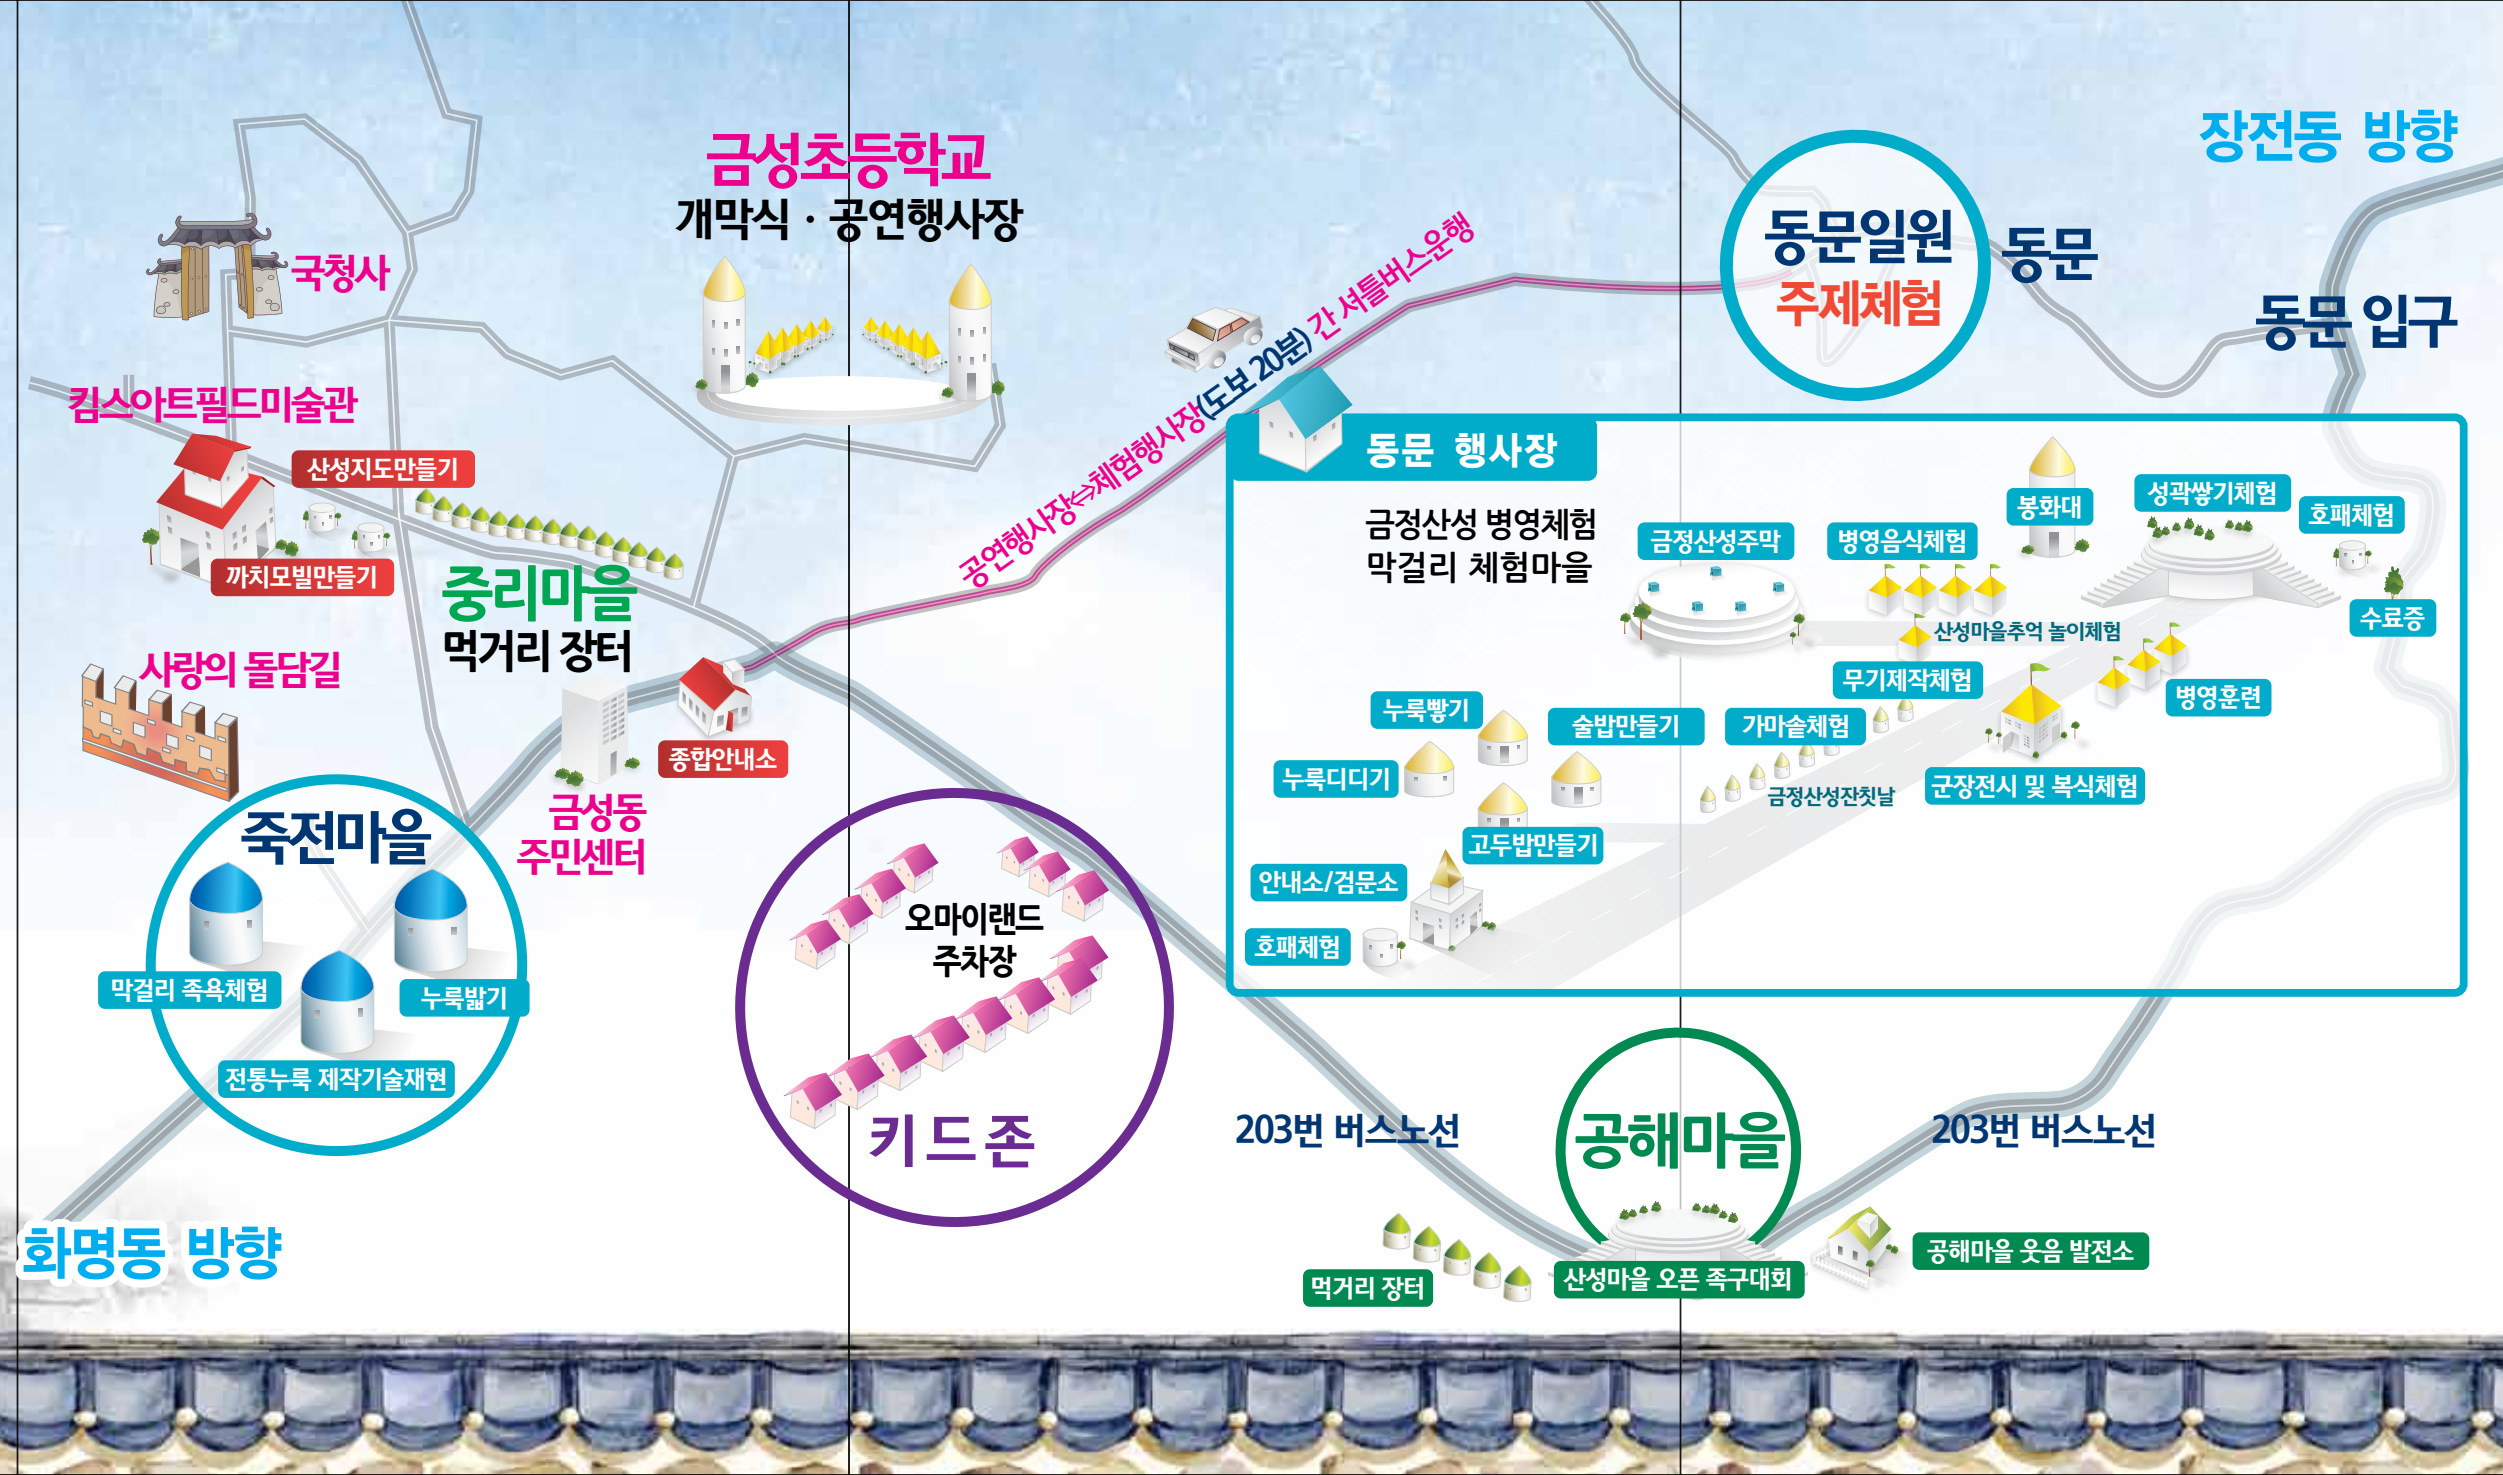 장전동 방향
금성초등학교
개막식 · 공연행사장
동문일원
주제체험
동문
동문 입구
국청사
공연행사장⇔체험행사장(도보 20분) 간 셔틀버스운행
킴스아트필드미술관
산성지도만들기
까치모빌만들기
중리마을
먹거리 장터
사랑의 돌담길
종합안내소
금성동
주민센터
동문 행사장
금정산성 병영체험
막걸리 체험마을
금정산성주막
병영음식체험
봉화대
성곽쌓기체험
호패체험
수료증
산성마을추억 놀이체험
무기제작체험
병영훈련
누룩빻기
술밥만들기
가마솥체험
누룩디디기
금정산성잔칫날
군장전시 및 복식체험
고두밥만들기
안내소/검문소
호패체험
죽전마을
막걸리 족욕체험
누룩밟기
전통누룩 제작기술재현
오마이랜드
주차장
키드존
203번 버스노선
공해마을
203번 버스노선
화명동 방향
먹거리 장터
산성마을 오픈 족구대회
공해마을 웃음 발전소